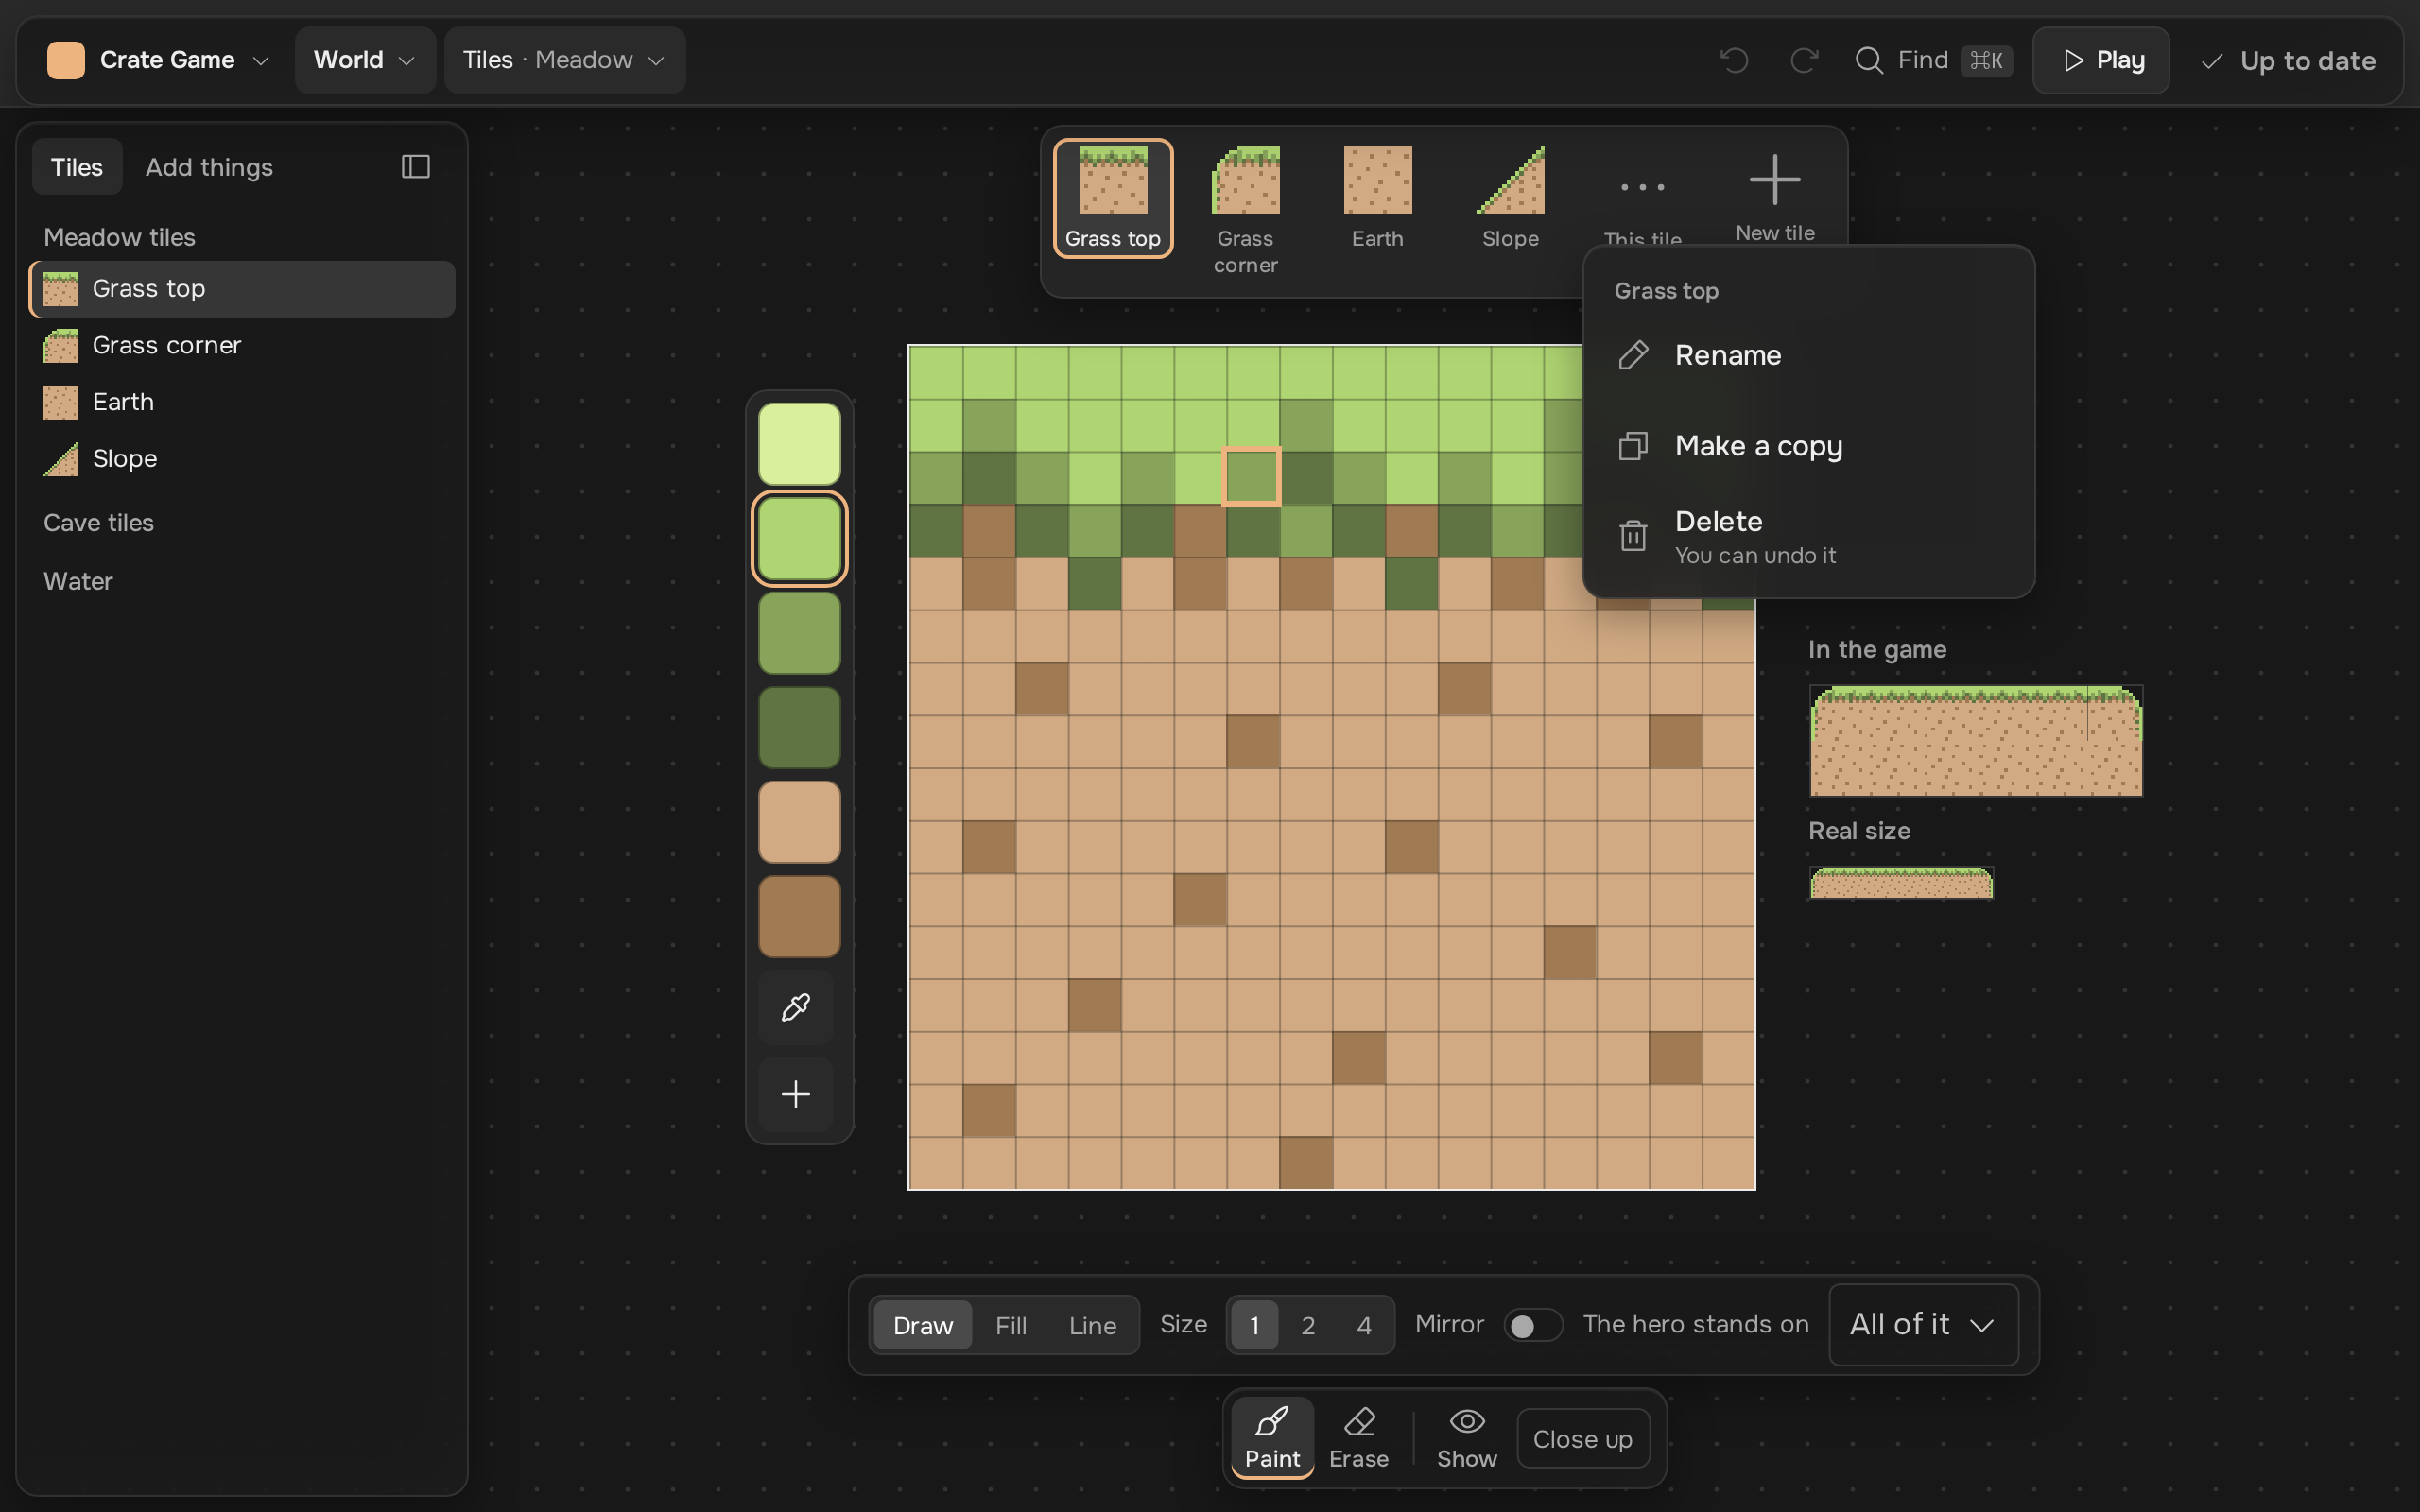 Crate Game
World
Tiles · Meadow
Find ⌘K
Play
Up to date
Tiles
Add things
Meadow tiles
Grass top
Grass corner
Earth
Slope
Cave tiles
Water
Grass top
Grass
corner
Earth
Slope
This tile
New tile
Grass top
Rename
Make a copy
Delete
You can undo it
In the game
Real size
Draw Fill Line Size 1 2 4 Mirror The hero stands on All of it
Paint Erase Show Close up